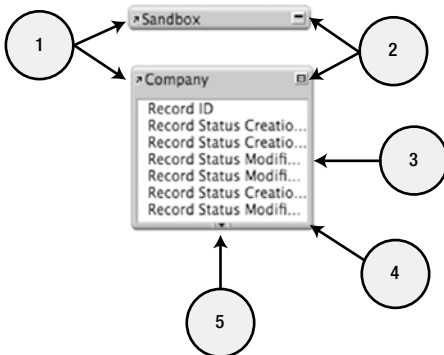 1
Sandbox
2
Company
Record ID
Record Status Creatio...
Record Status Creatio...
Record Status Modifi...
3
Record Status Modifi...
Record Status Creatio...
Record Status Modifi...
4
5